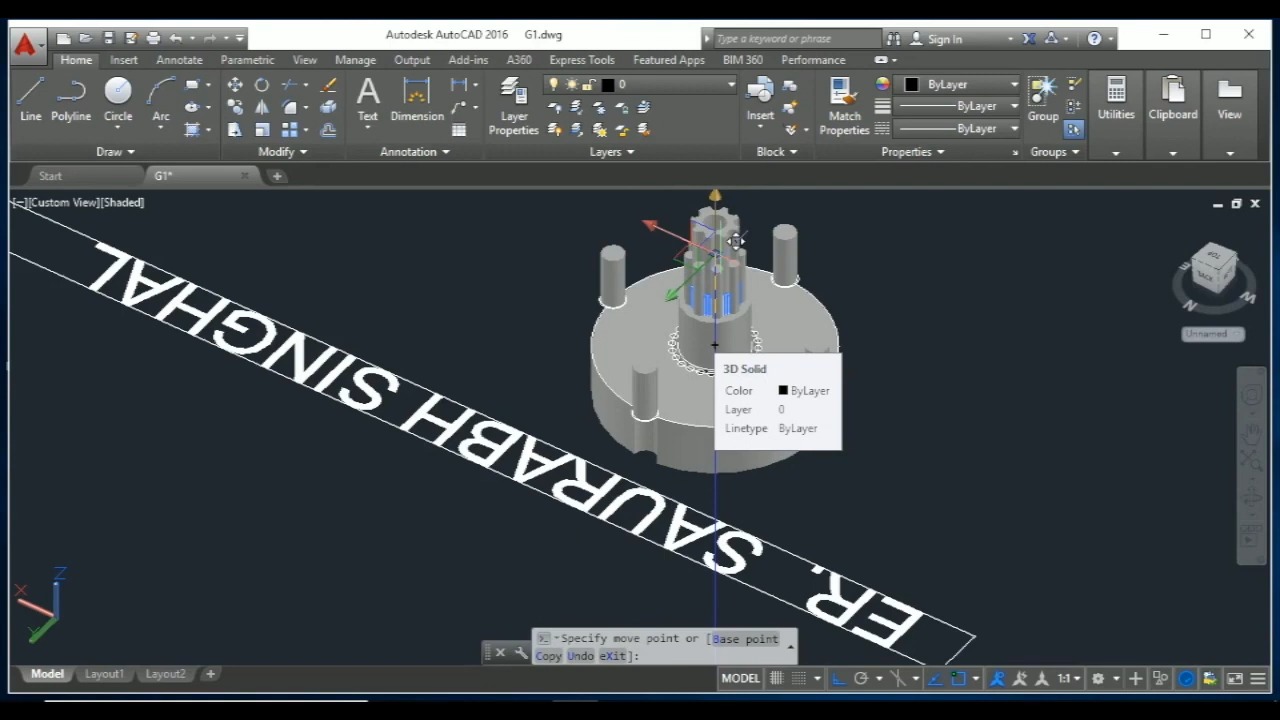 Autodesk AutoCAD 2016 G1.dwg
Type a keyword or phrase
Sign In
Home Insert Annotate Parametric View Manage Output Add-ins A360 Express Tools Featured Apps BIM 360 Performance
Line Polyline Circle Arc
Text Dimension
Layer Properties
0
Insert
Match Properties
ByLayer
ByLayer
ByLayer
Group
Utilities Clipboard View
Draw Modify Annotation Layers Block Properties Groups
Start G1*
[−][Custom View][Shaded]
TOP
BACK
E
N
W
Unnamed
ER. SAURABH SINGHAL
3D Solid
Color ByLayer
Layer 0
Linetype ByLayer
Z
X
Y
Specify move point or [Base point
Copy Undo eXit]:
Model Layout1 Layout2 +
MODEL 1:1